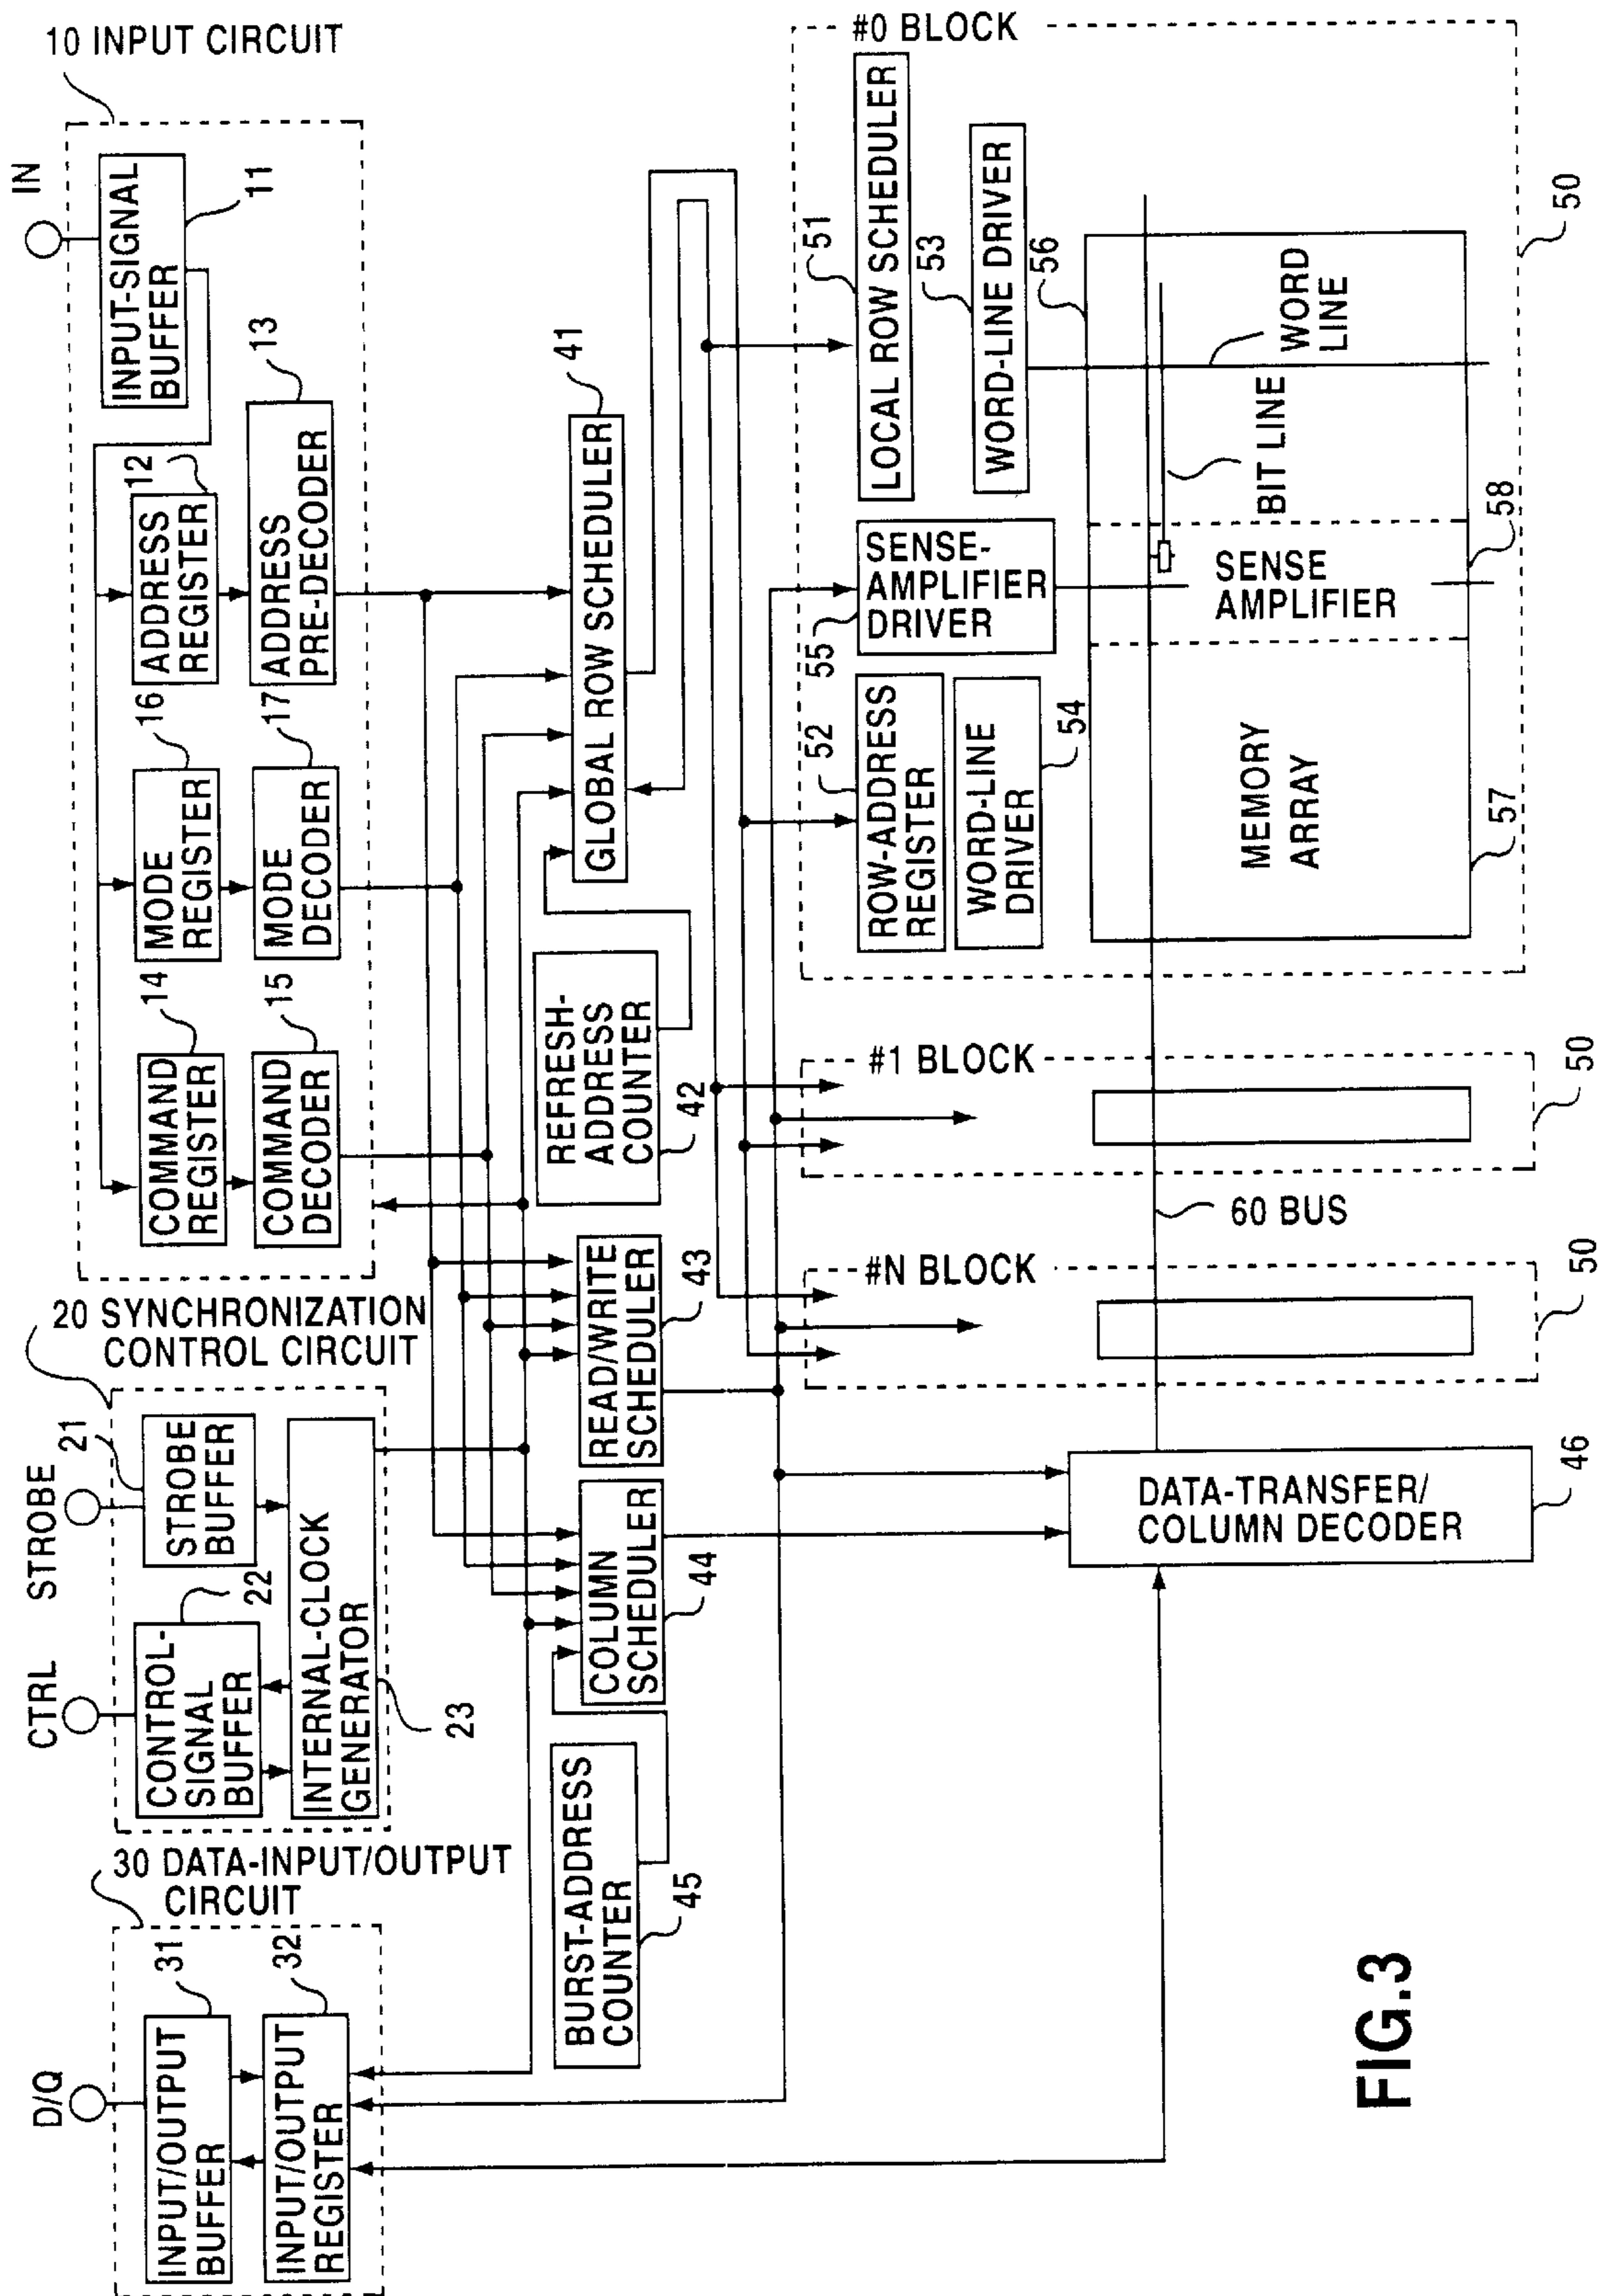 D/Q
30 DATA-INPUT/OUTPUT
CIRCUIT
INPUT/OUTPUT
BUFFER
31
INPUT/OUTPUT
REGISTER
32
CTRL
STROBE
20 SYNCHRONIZATION
CONTROL CIRCUIT
CONTROL-
SIGNAL
BUFFER
22
STROBE
BUFFER
21
INTERNAL-CLOCK
GENERATOR
23
IN
10 INPUT CIRCUIT
INPUT-SIGNAL
BUFFER
11
COMMAND
REGISTER
14
MODE
REGISTER
16
ADDRESS
REGISTER
12
COMMAND
DECODER
15
MODE
DECODER
17
ADDRESS
PRE-DECODER
13
BURST-ADDRESS
COUNTER
45
COLUMN
SCHEDULER
44
READ/WRITE
SCHEDULER
43
REFRESH-
ADDRESS
COUNTER
42
GLOBAL ROW SCHEDULER
41
DATA-TRANSFER/
COLUMN DECODER
46
#N BLOCK
50
60 BUS
#1 BLOCK
50
#0 BLOCK
50
ROW-ADDRESS
REGISTER
52
WORD-LINE
DRIVER
54
SENSE-
AMPLIFIER
DRIVER
55
LOCAL ROW SCHEDULER
51
WORD-LINE DRIVER
53
56
MEMORY
ARRAY
57
SENSE
AMPLIFIER
58
BIT LINE
WORD
LINE
FIG.3